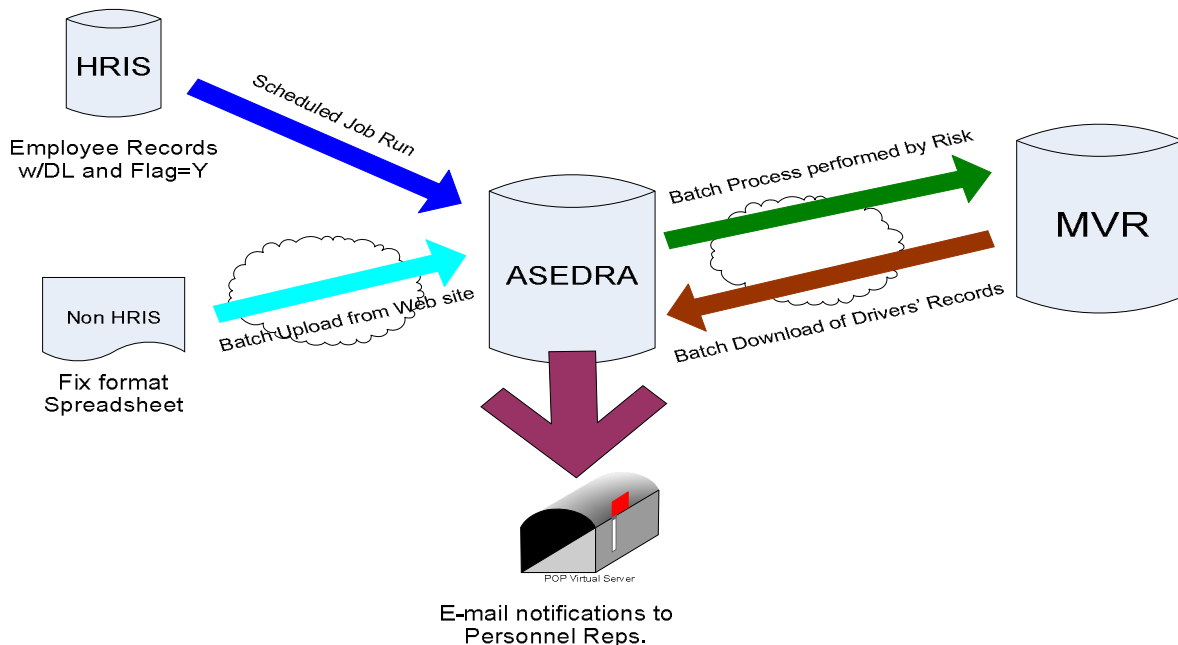 HRIS
Employee Records
w/DL and Flag=Y
Scheduled Job Run
Non HRIS
Fix format
Spreadsheet
Batch Upload from Web site
ASEDRA
Batch Process performed by Risk
Batch Download of Drivers' Records
MVR
POP Virtual Server
E-mail notifications to
Personnel Reps.